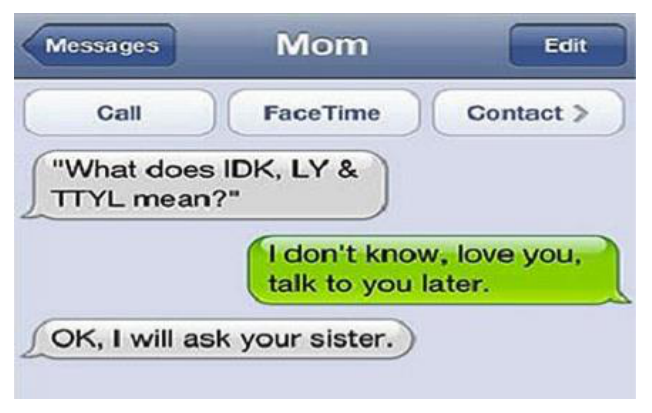 Messages Mom Edit
Call FaceTime Contact >
"What does IDK, LY &
TTYL mean?"
I don't know, love you,
talk to you later.
OK, I will ask your sister.